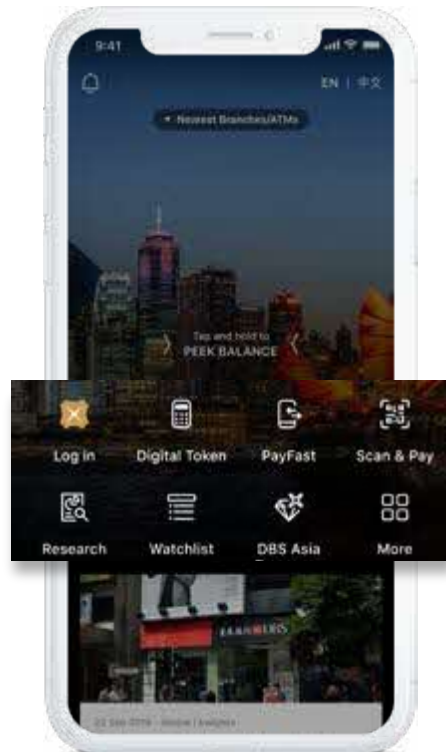 9:41
EN | 中文
Nearest Branches/ATMs
Tap and hold to
PEEK BALANCE
Log in Digital Token PayFast Scan & Pay
Research Watchlist DBS Asia More